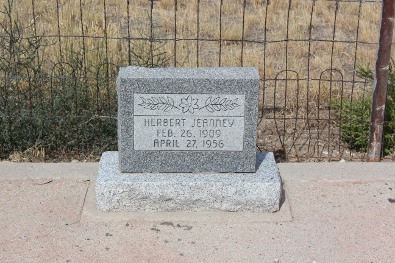 HERBERT JEANNEY
FEB. 26, 1909
APRIL 27, 1956